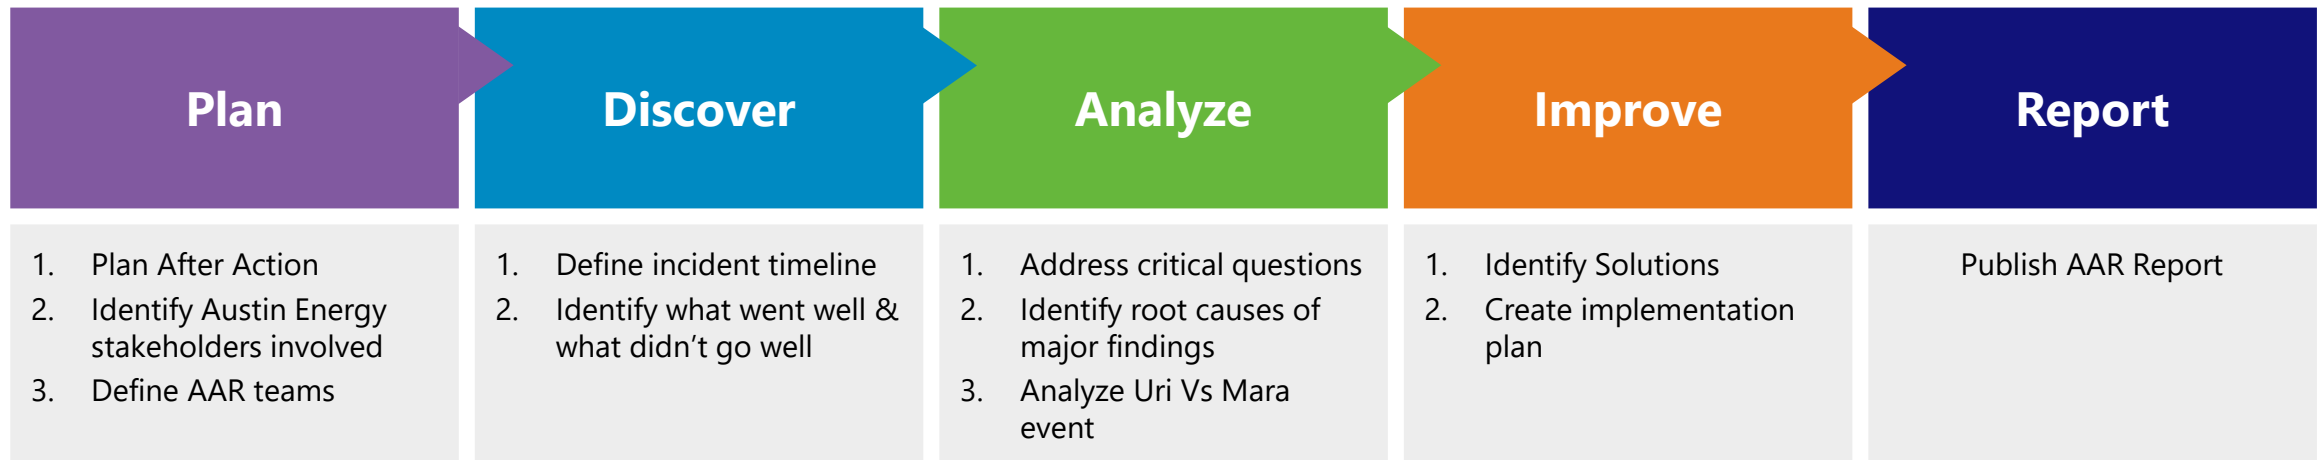 Plan
Discover
Analyze
Improve
Report
1. Plan After Action
2. Identify Austin Energy
stakeholders involved
3. Define AAR teams
1. Define incident timeline
2. Identify what went well &
what didn’t go well
1. Address critical questions
2. Identify root causes of
major findings
3. Analyze Uri Vs Mara
event
1. Identify Solutions
2. Create implementation
plan
Publish AAR Report